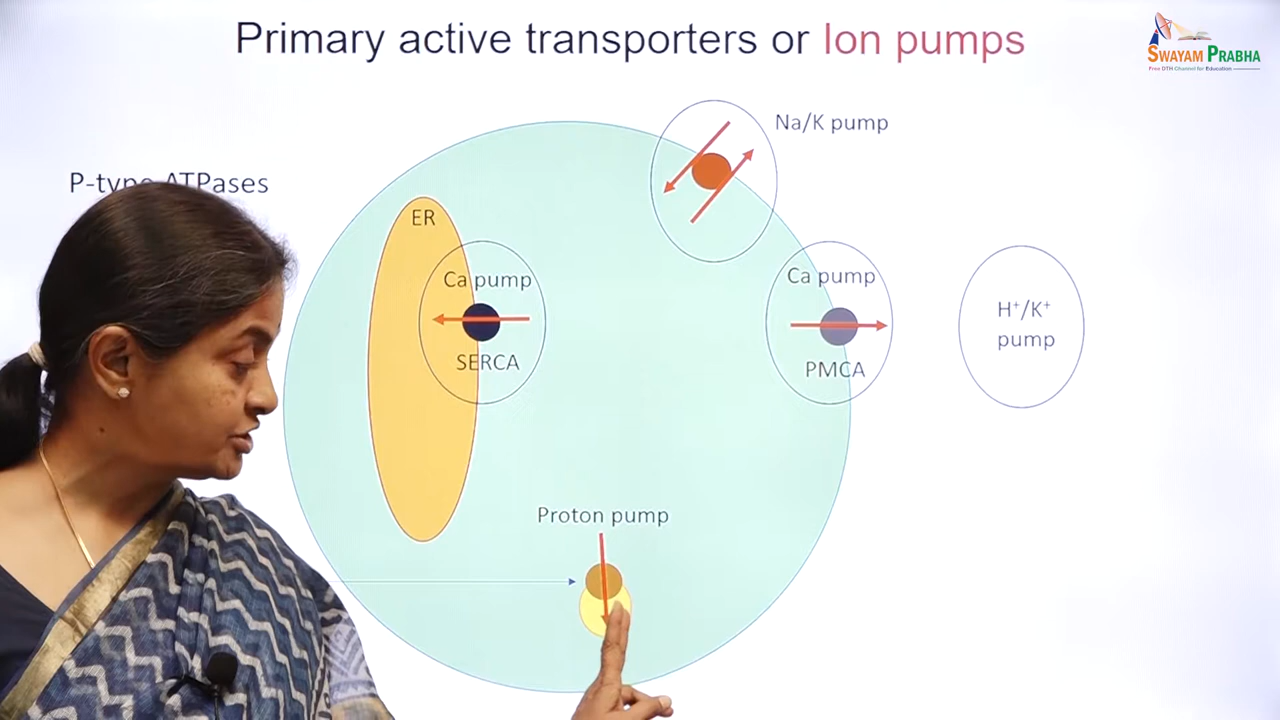 Primary active transporters or Ion pumps
SWAYAM PRABHA
Free DTH Channel for Education
Na/K pump
P-type ATPases
ER
Ca pump
SERCA
Ca pump
PMCA
H⁺/K⁺
pump
Proton pump